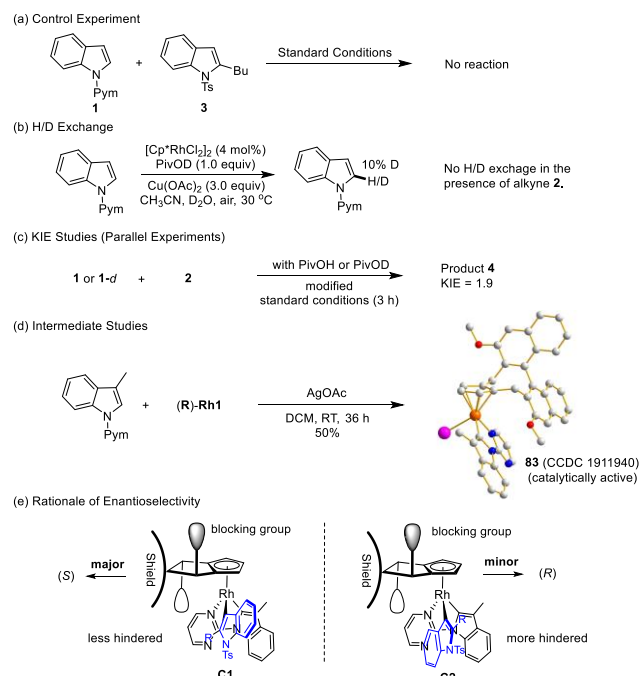 (a) Control Experiment
N
Pym
1
+
N
Ts
Bu
3
Standard Conditions
No reaction
(b) H/D Exchange
N
Pym
[Cp*RhCl2]2 (4 mol%)
PivOD (1.0 equiv)
Cu(OAc)2 (3.0 equiv)
CH3CN, D2O, air, 30 °C
10% D
H/D
N
Pym
No H/D exchage in the
presence of alkyne 2.
(c) KIE Studies (Parallel Experiments)
1 or 1-d + 2
with PivOH or PivOD
modified
standard conditions (3 h)
Product 4
KIE = 1.9
(d) Intermediate Studies
N
Pym
+
(R)-Rh1
AgOAc
DCM, RT, 36 h
50%
83 (CCDC 1911940)
(catalytically active)
(e) Rationale of Enantioselectivity
(S)
major
Shield
blocking group
Rh
N
N
N
R
Ts
less hindered
C1
Shield
blocking group
minor
(R)
Rh
N
N
N
R
NTs
more hindered
C2